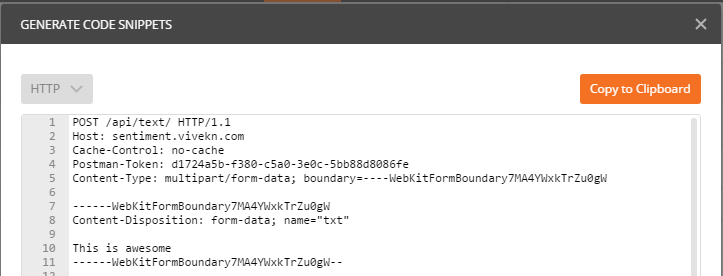 GENERATE CODE SNIPPETS
HTTP
Copy to Clipboard
1 POST /api/text/ HTTP/1.1
2 Host: sentiment.vivekn.com
3 Cache-Control: no-cache
4 Postman-Token: d1724a5b-f380-c5a0-3e0c-5bb88d8086fe
5 Content-Type: multipart/form-data; boundary=----WebKitFormBoundary7MA4YWxkTrZu0gW
6
7 ------WebKitFormBoundary7MA4YWxkTrZu0gW
8 Content-Disposition: form-data; name="txt"
9
10 This is awesome
11 ------WebKitFormBoundary7MA4YWxkTrZu0gW--
12